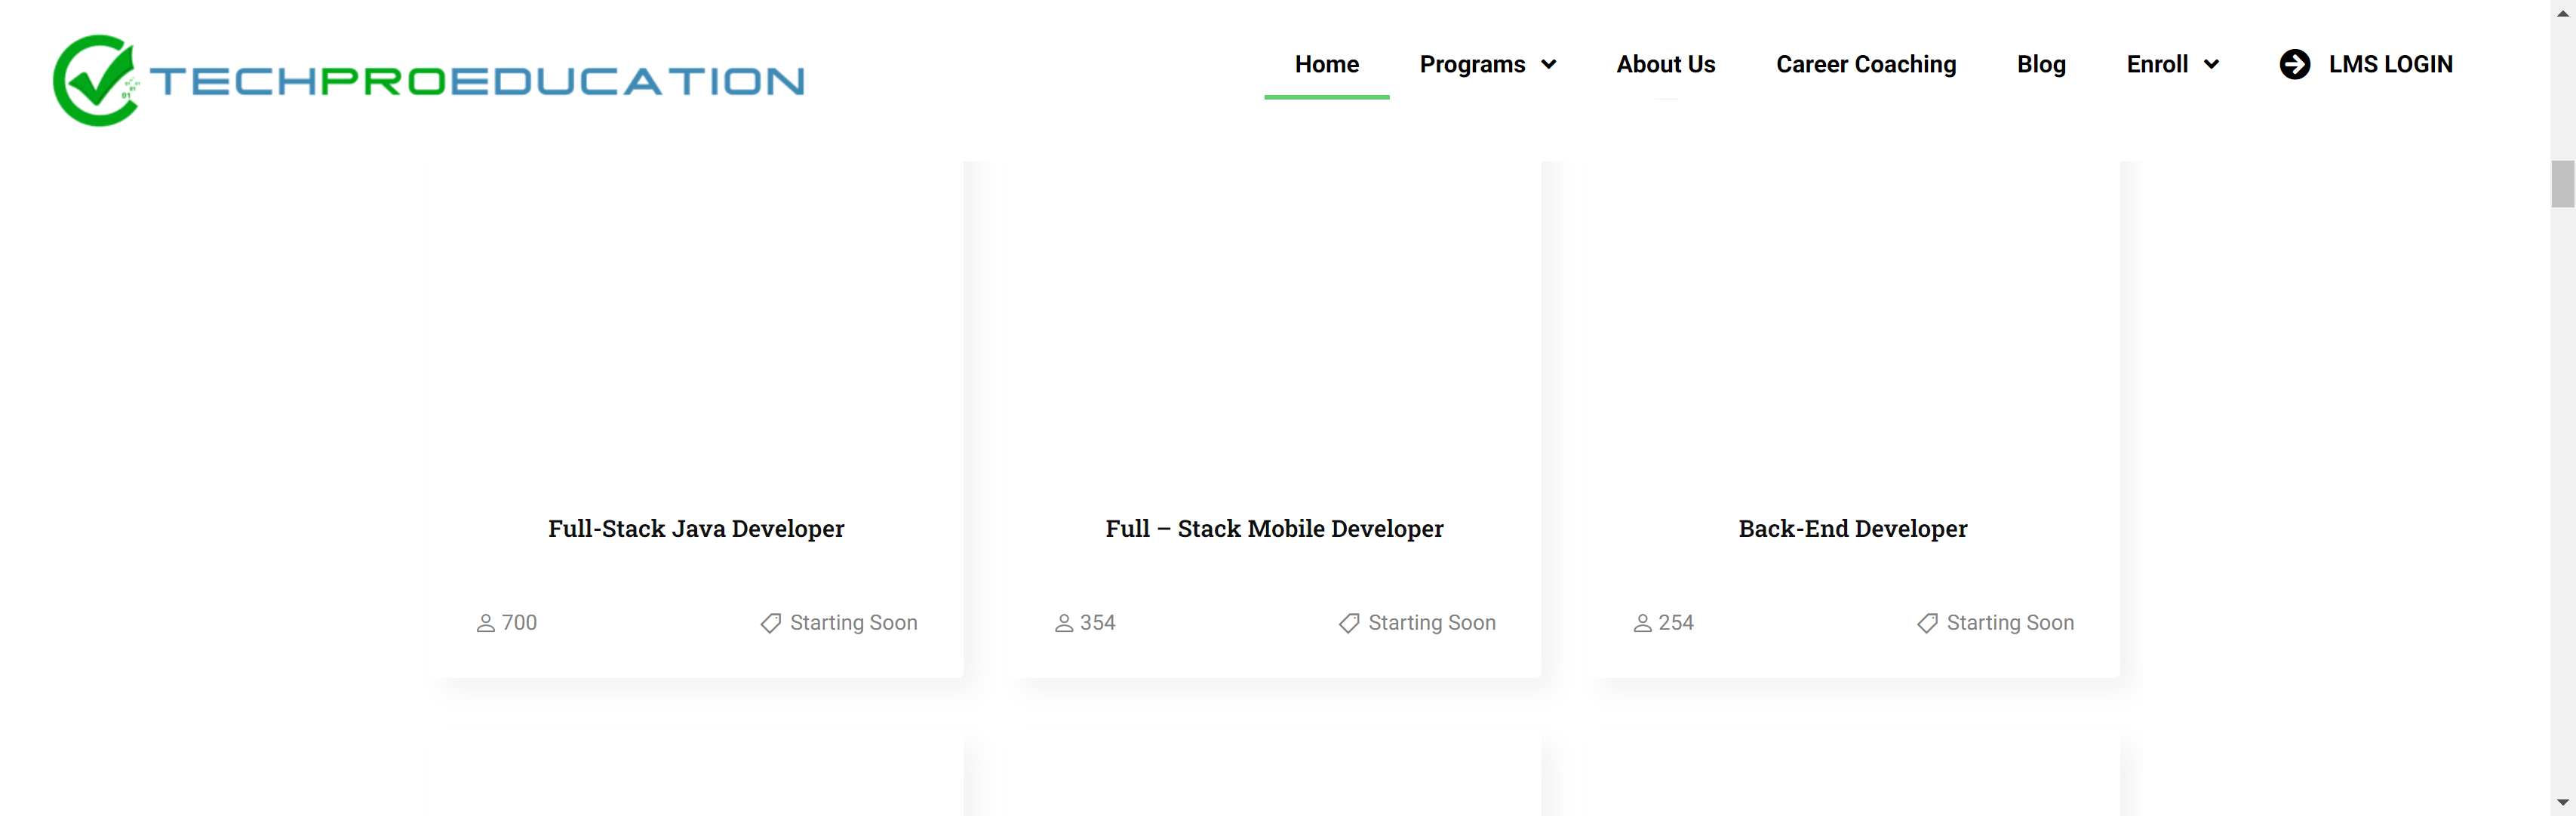 TECHPROEDUCATION
Home Programs About Us Career Coaching Blog Enroll LMS LOGIN
Full-Stack Java Developer
700 Starting Soon
Full – Stack Mobile Developer
354 Starting Soon
Back-End Developer
254 Starting Soon